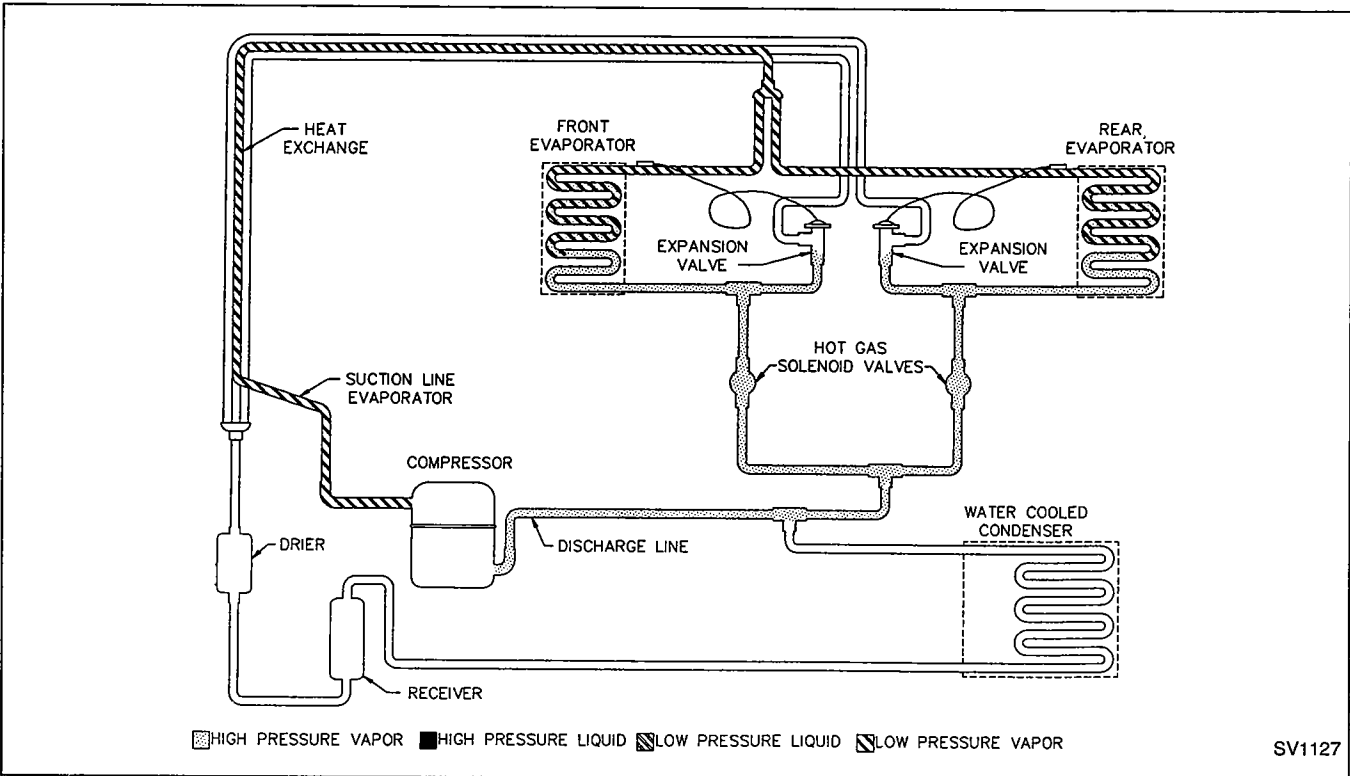 HEAT
EXCHANGE
FRONT
EVAPORATOR
REAR
EVAPORATOR
EXPANSION
VALVE
EXPANSION
VALVE
HOT GAS
SOLENOID VALVES
SUCTION LINE
EVAPORATOR
COMPRESSOR
WATER COOLED
CONDENSER
DRIER
DISCHARGE LINE
RECEIVER
HIGH PRESSURE VAPOR HIGH PRESSURE LIQUID LOW PRESSURE LIQUID LOW PRESSURE VAPOR
SV1127